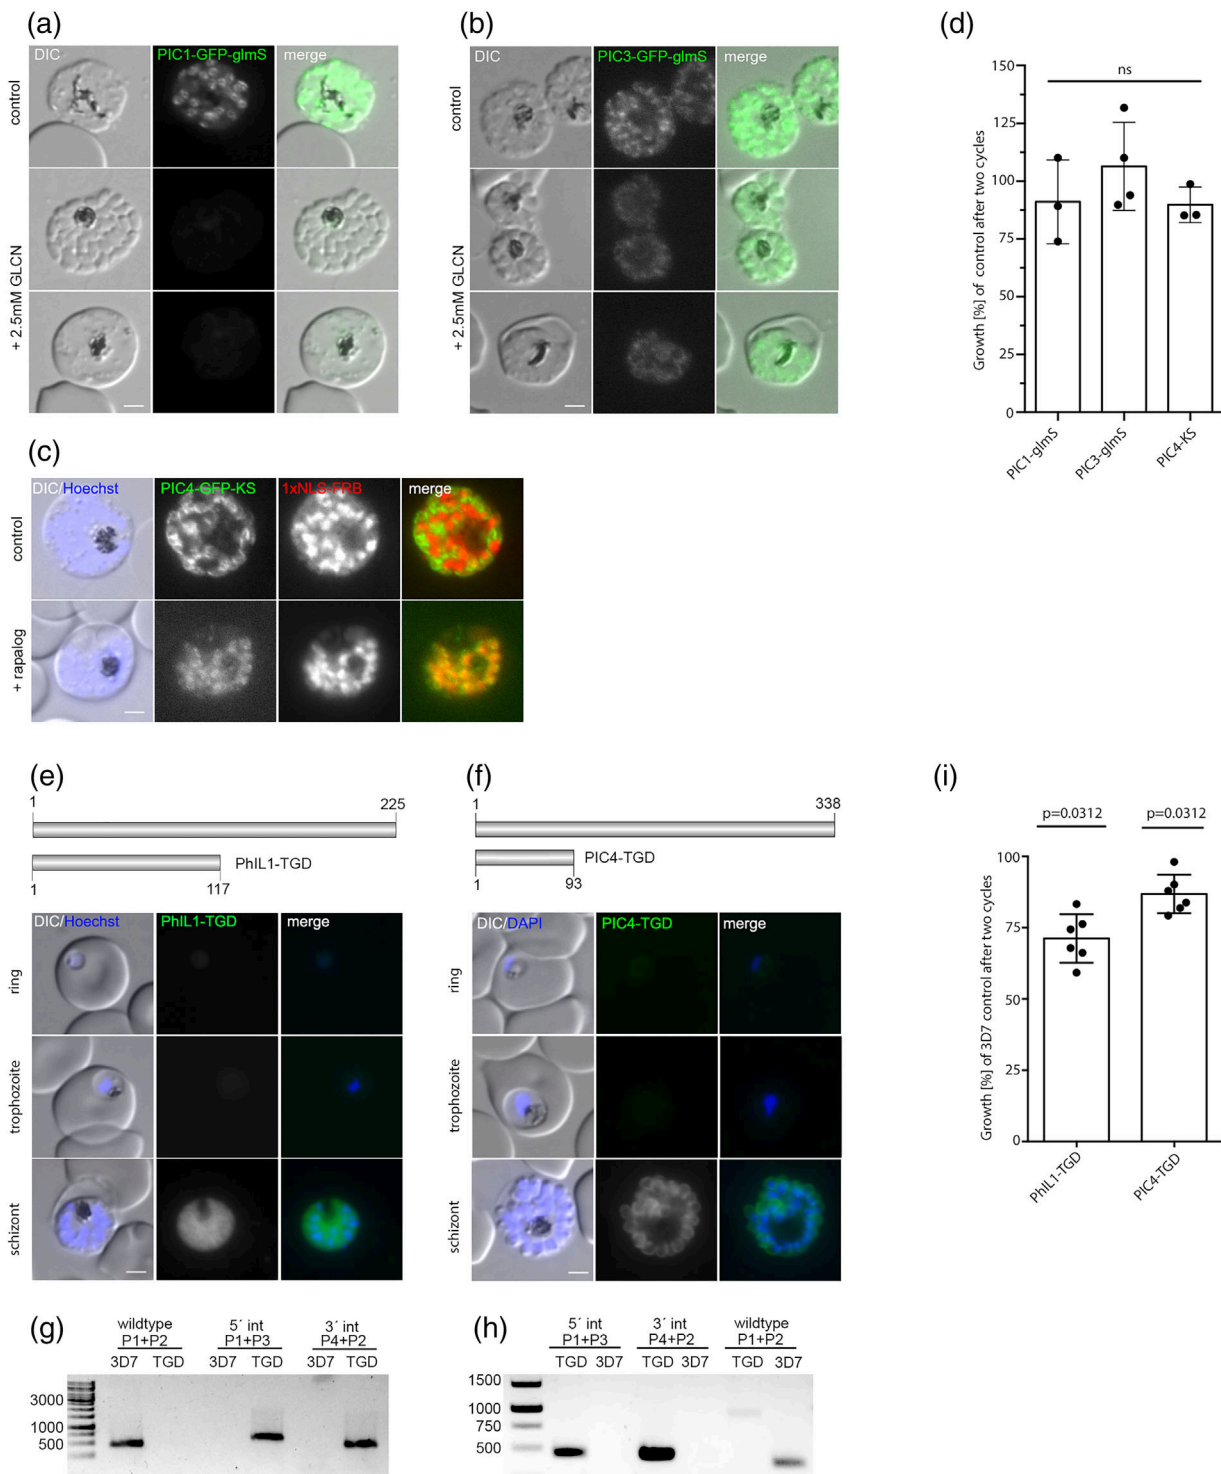 (a)
DIC PIC1-GFP-glmS merge
control
+ 2.5mM GLCN
(b)
DIC PIC3-GFP-glmS merge
control
+ 2.5mM GLCN
(d)
ns
150
125
100
75
50
25
0
Growth [%] of control after two cycles
PIC1-glmS
PIC3-glmS
PIC4-KS
(c)
DIC/Hoechst PIC4-GFP-KS 1xNLS-FRB merge
control
+ rapalog
(e)
1 225
PhIL1-TGD
1 117
DIC/Hoechst PhIL1-TGD merge
ring
trophozoite
schizont
(f)
1 338
PIC4-TGD
1 93
DIC/DAPI PIC4-TGD merge
ring
trophozoite
schizont
(i)
p=0.0312 p=0.0312
100
75
50
25
0
Growth [%] of 3D7 control after two cycles
PhIL1-TGD
PIC4-TGD
(g)
wildtype 5´ int 3´ int
P1+P2 P1+P3 P4+P2
3D7 TGD 3D7 TGD 3D7 TGD
3000
1000
500
(h)
5´ int 3´ int wildtype
P1+P3 P4+P2 P1+P2
TGD 3D7 TGD 3D7 TGD 3D7
1500
1000
750
500